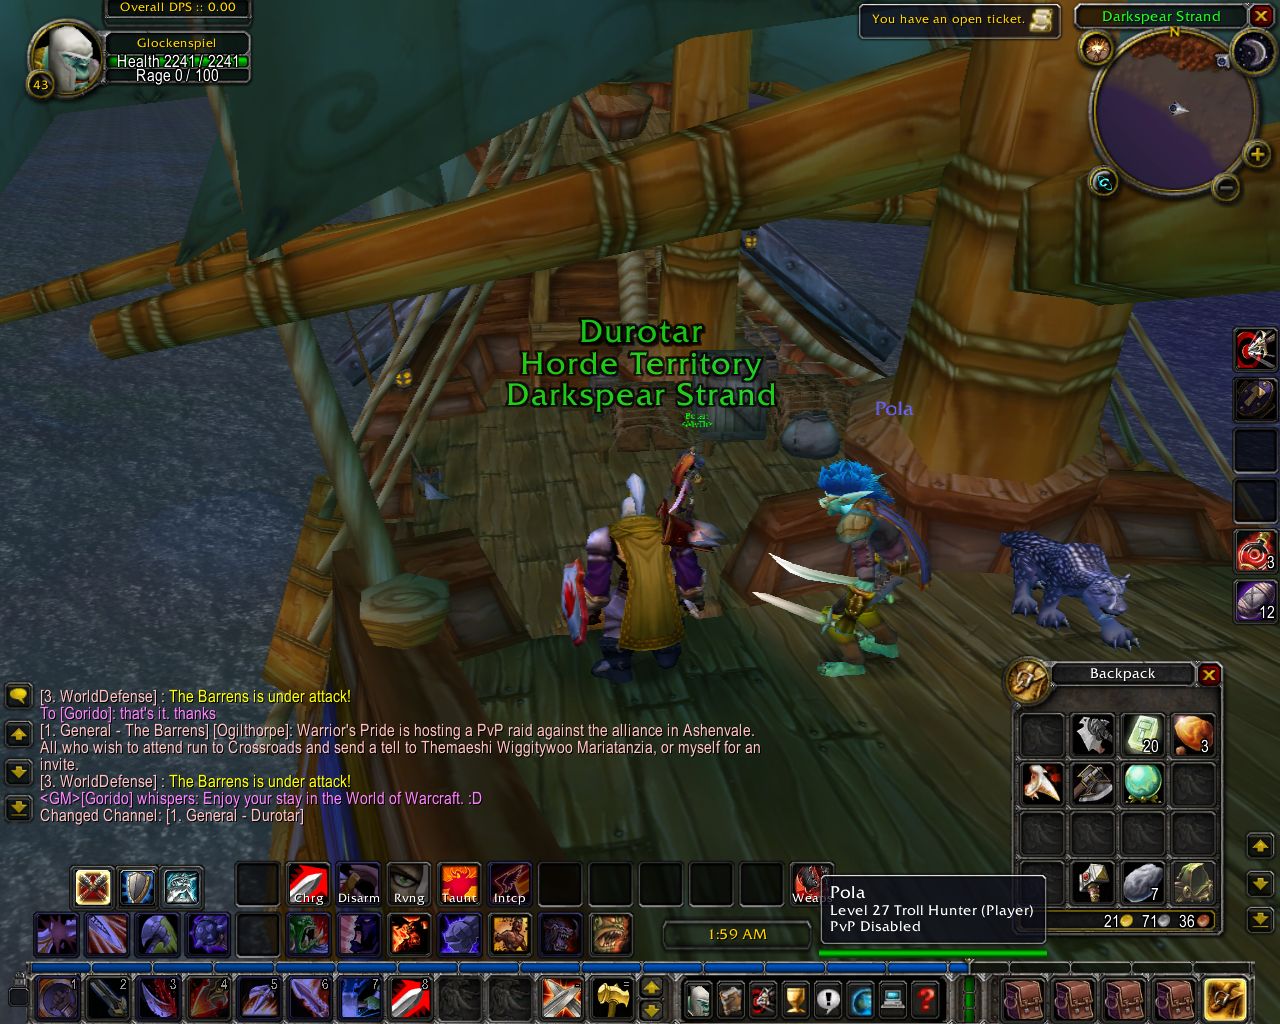 Overall DPS :: 0.00
Glockenspiel
Health 2241 / 2241
Rage 0 / 100
43
You have an open ticket.
Darkspear Strand
N
Durotar
Horde Territory
Darkspear Strand
Pola
3
12
[3. WorldDefense] : The Barrens is under attack!
To [Gorido]: that's it. thanks
[1. General - The Barrens] [Ogilthorpe]: Warrior's Pride is hosting a PvP raid against the alliance in Ashenvale.
All who wish to attend run to Crossroads and send a tell to Themaeshi Wiggitywoo Mariatanzia, or myself for an
invite.
[3. WorldDefense] : The Barrens is under attack!
<GM>[Gorido] whispers: Enjoy your stay in the World of Warcraft. :D
Changed Channel: [1. General - Durotar]
Backpack
20 3
7
21 71 36
Chrg Disarm Rvng Taunt Intcp
Pola
Level 27 Troll Hunter (Player)
PvP Disabled
1:59 AM
1 2 3 4 5 6 7 8 - =